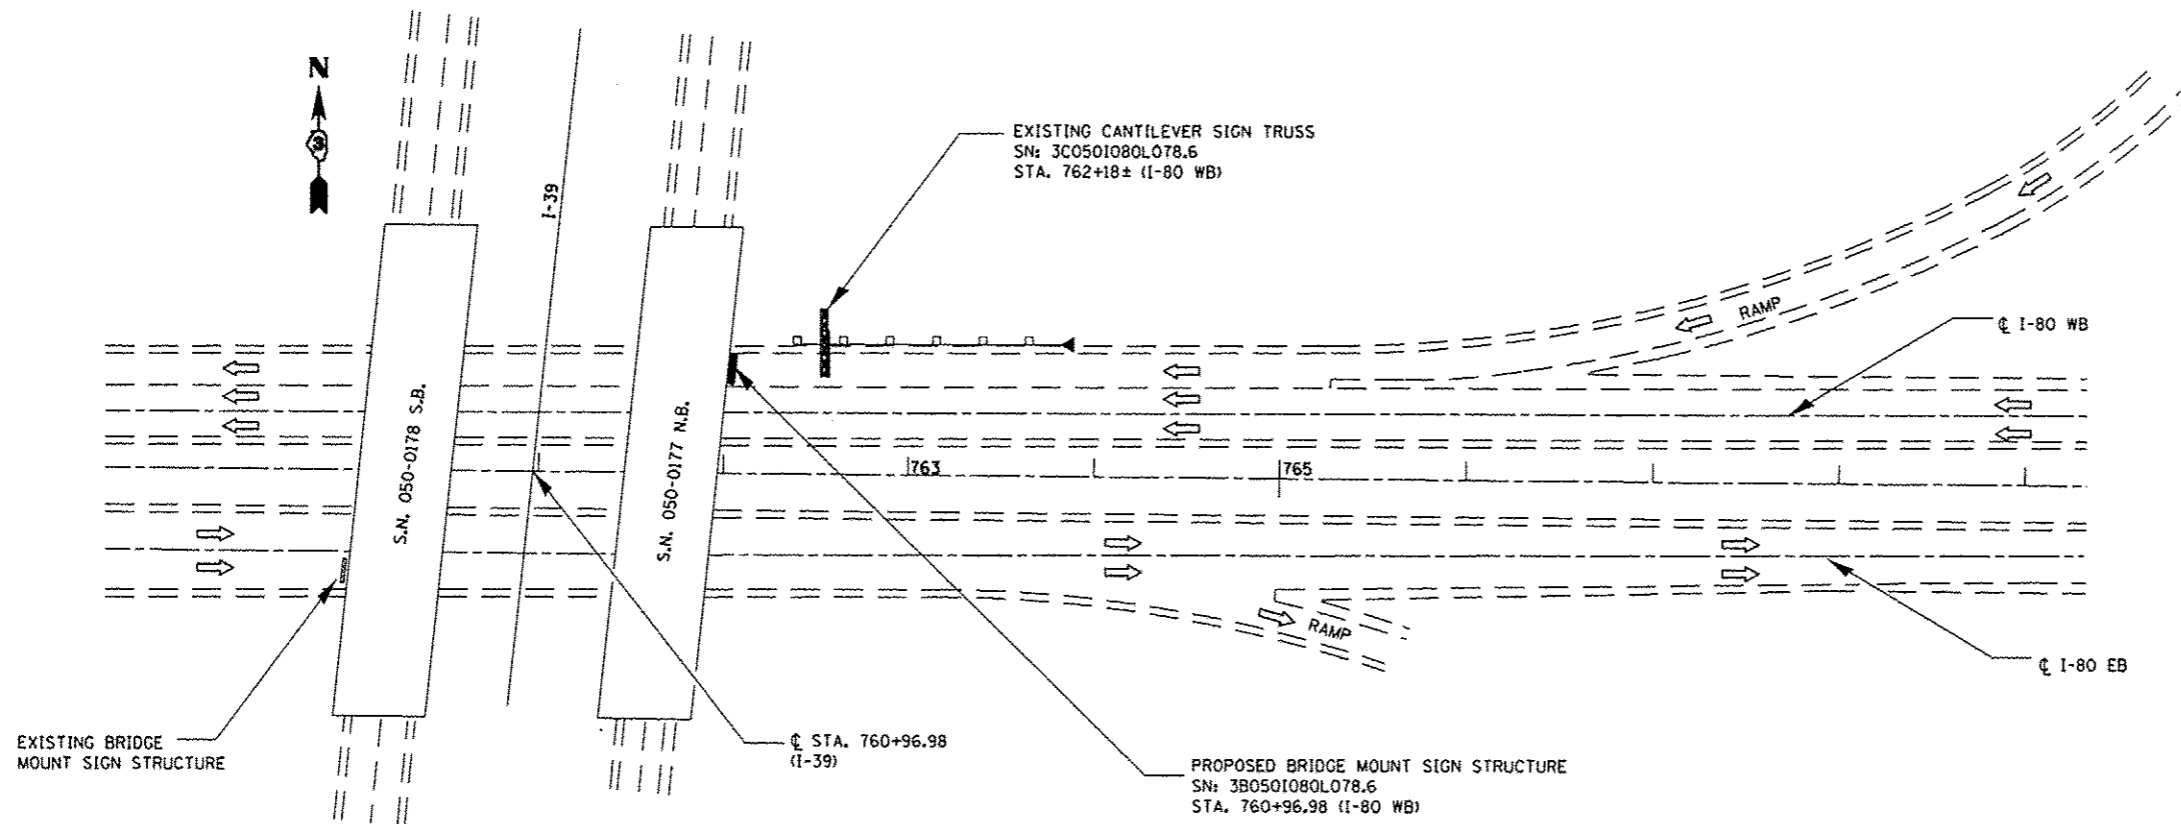 N
3
EXISTING CANTILEVER SIGN TRUSS
SN: 3C050I080L078.6
STA. 762+18± (I-80 WB)
I-39
RAMP
℄ I-80 WB
S.N. 050-0178 S.B.
S.N. 050-0177 N.B.
763
765
RAMP
℄ I-80 EB
EXISTING BRIDGE
MOUNT SIGN STRUCTURE
℄ STA. 760+96.98
(I-39)
PROPOSED BRIDGE MOUNT SIGN STRUCTURE
SN: 3B050I080L078.6
STA. 760+96.98 (I-80 WB)